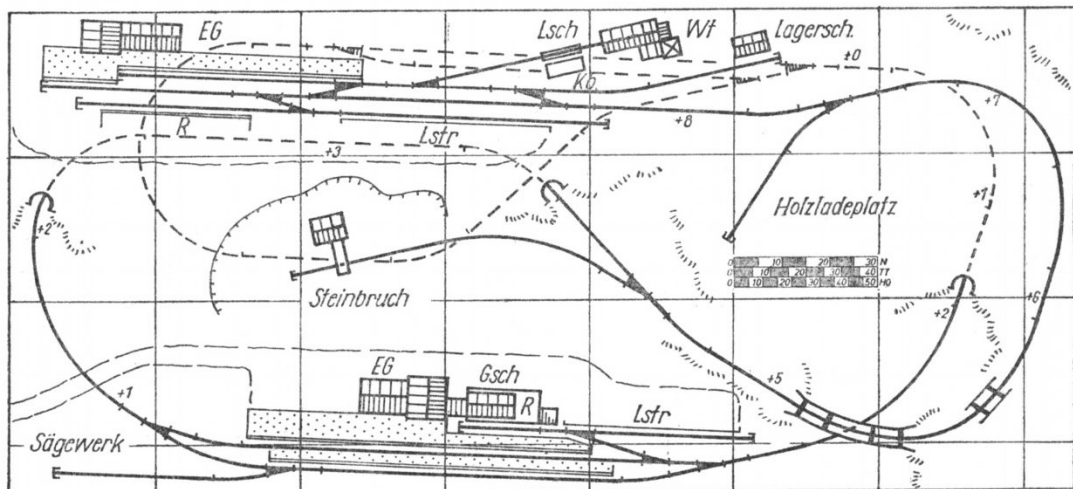 EG
Lsch
Wt
Lagersch.
±0
Kb.
+7
R
Lstr
+8
+3
+2
+1
Holzladeplatz
0 10 20 30 N
0 10 20 30 40 TT
0 10 20 30 40 50 HO
Steinbruch
+2
+6
+5
EG
Gsch
+1
R
Lstr
Sägewerk